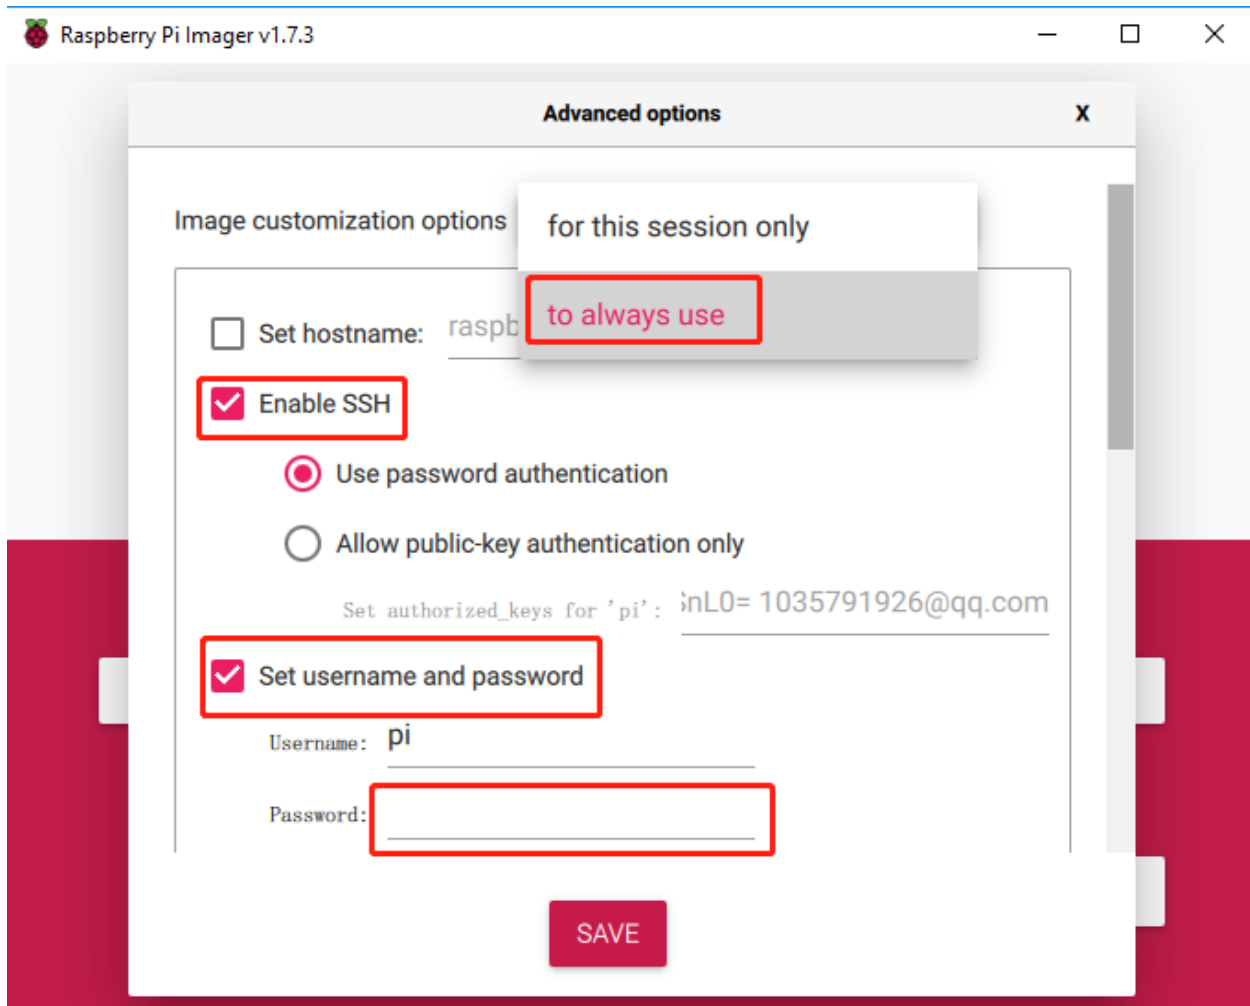 Raspberry Pi Imager v1.7.3
Advanced options X
Image customization options
for this session only
to always use
Set hostname: raspb
Enable SSH
Use password authentication
Allow public-key authentication only
Set authorized_keys for 'pi': nL0= 1035791926@qq.com
Set username and password
Username: pi
Password:
SAVE